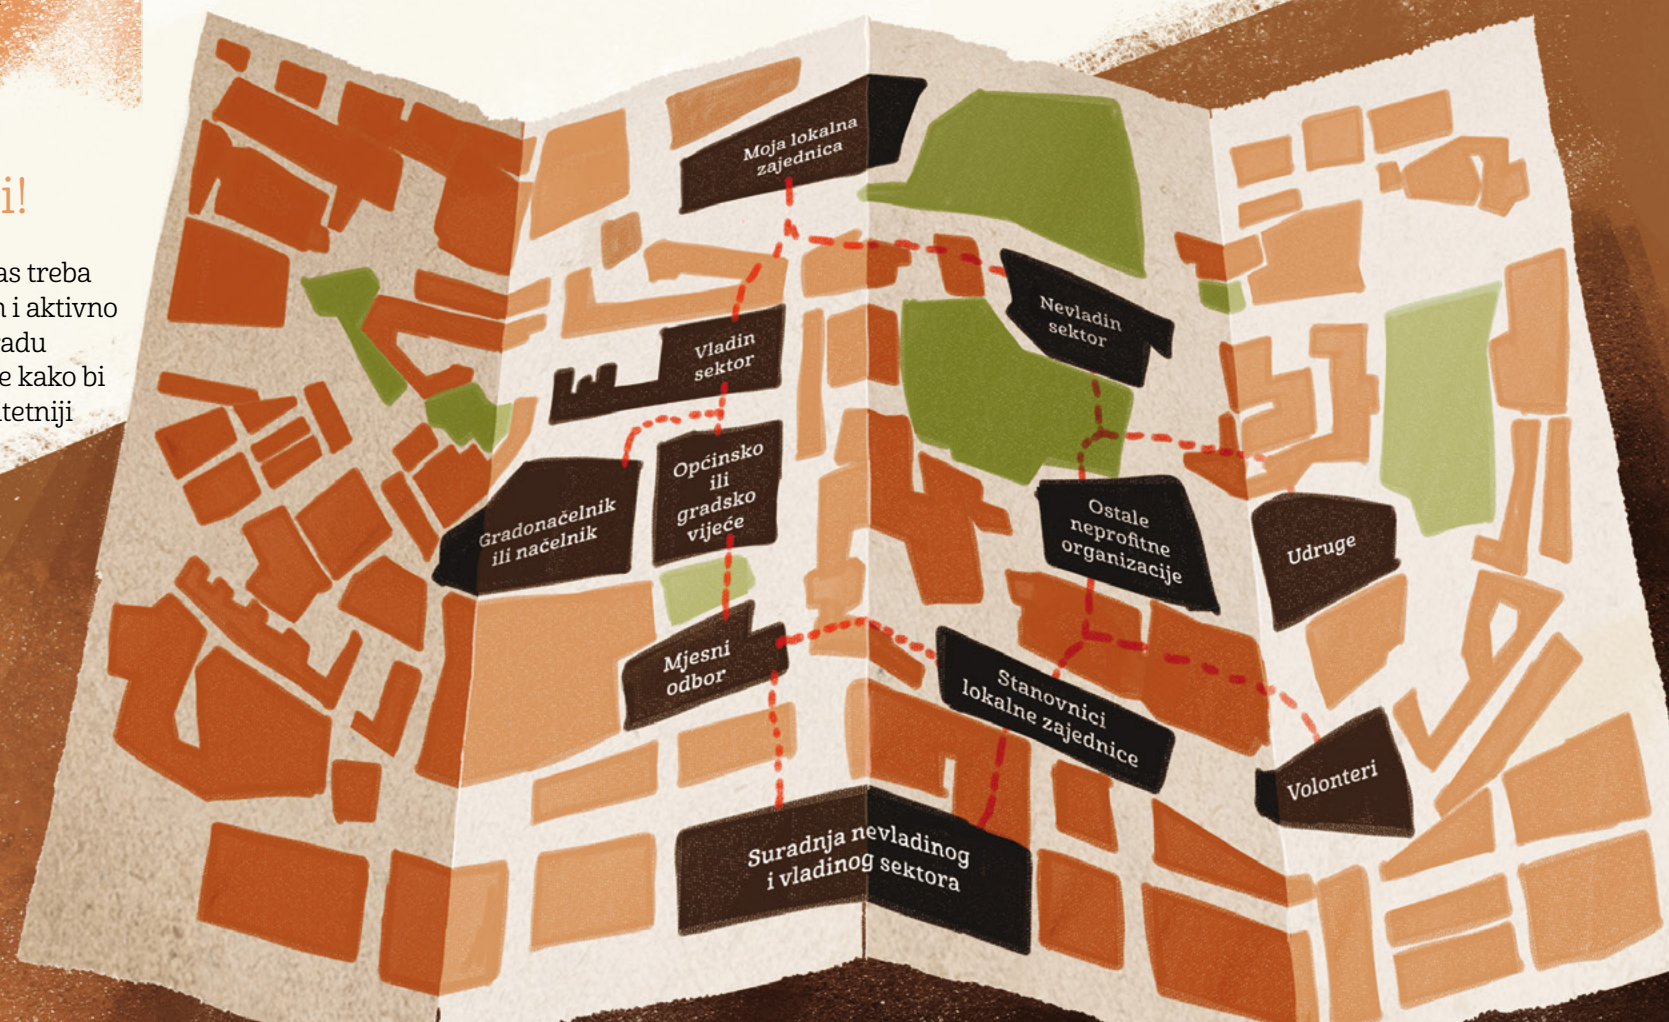 i!
as treba
i aktivno
radu
e kako bi
tetniji
Moja lokalna
zajednica
Nevladin
sektor
Vladin
sektor
Općinsko
ili
gradsko
vijeće
Gradonačelnik
ili načelnik
Ostale
neprofitne
organizacije
Udruge
Mjesni
odbor
Stanovnici
lokalne zajednice
Volonteri
Suradnja nevladinog
i vladinog sektora